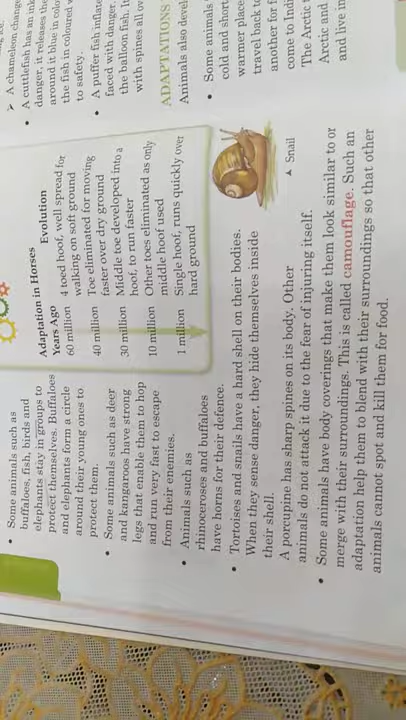 • Some animals such as
buffaloes, fish, birds and
elephants stay in groups to
protect themselves. Buffaloes
and elephants form a circle
around their young ones to
protect them.
• Some animals such as deer
and kangaroos have strong
legs that enable them to hop
and run very fast to escape
from their enemies.
• Animals such as
rhinoceroses and buffaloes
have horns for their defence.
• Tortoises and snails have a hard shell on their bodies.
When they sense danger, they hide themselves inside
their shell.
A porcupine has sharp spines on its body. Other
animals do not attack it due to the fear of injuring itself.
• Some animals have body coverings that make them look similar to or
merge with their surroundings. This is called camouflage. Such an
adaptation help them to blend with their surroundings so that other
animals cannot spot and kill them for food.
Adaptation in Horses
Years Ago Evolution
60 million 4 toed hoof, well spread for
walking on soft ground
40 million Toe eliminated for moving
faster over dry ground
30 million Middle toe developed into a
hoof, to run faster
10 million Other toes eliminated as only
middle hoof used
1 million Single hoof, runs quickly over
hard ground
▲ Snail
➤ A chameleon change
• A cuttlefish has an ink
danger, it releases the
around it blue
the fish in coloured w
to safety.
• A puffer fish inflate
faced with danger.
the balloon fish. It
with spines all ov
ADAPTATIONS
Animals also devel
• Some animals
cold and short
warmer place
travel back to
another for f
come to Indi
The Arctic t
Arctic and
and live in